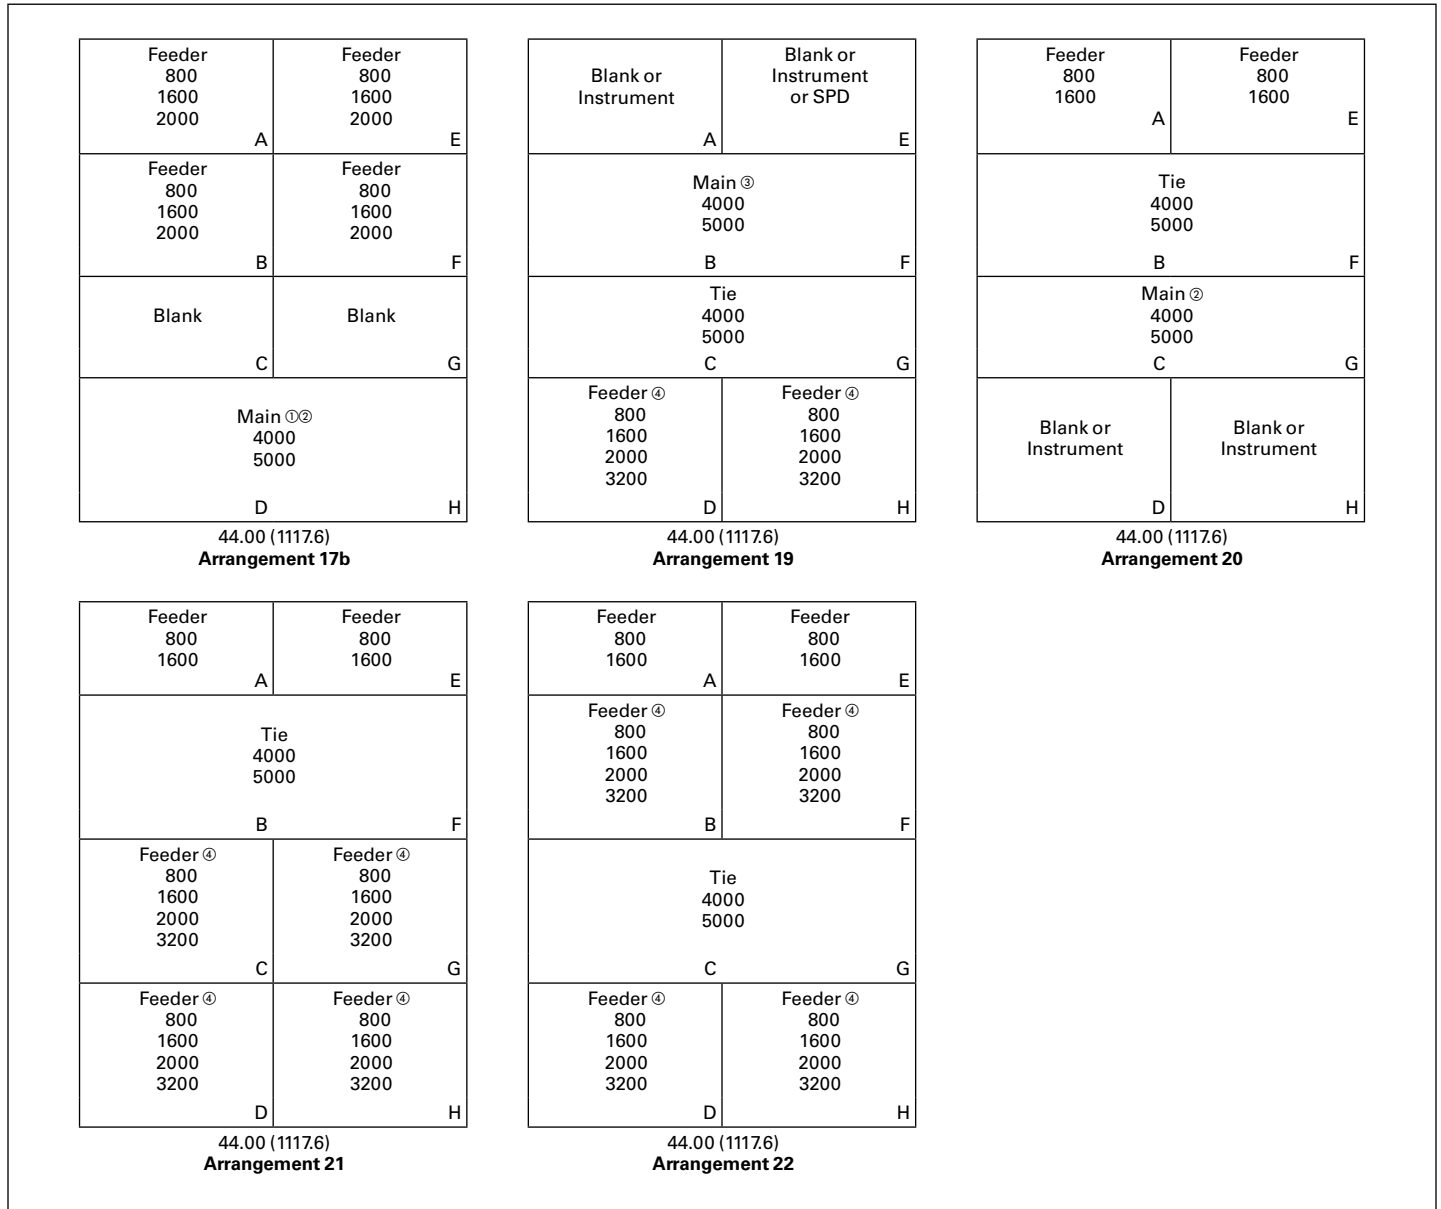 Feeder
800
1600
2000
A
Feeder
800
1600
2000
E
Feeder
800
1600
2000
B
Feeder
800
1600
2000
F
Blank
C
Blank
G
Main ①②
4000
5000
D
H
44.00 (1117.6)
Arrangement 17b
Blank or
Instrument
A
Blank or
Instrument
or SPD
E
Main ③
4000
5000
B
F
Tie
4000
5000
C
G
Feeder ④
800
1600
2000
3200
D
Feeder ④
800
1600
2000
3200
H
44.00 (1117.6)
Arrangement 19
Feeder
800
1600
A
Feeder
800
1600
E
Tie
4000
5000
B
F
Main ②
4000
5000
C
G
Blank or
Instrument
D
Blank or
Instrument
H
44.00 (1117.6)
Arrangement 20
Feeder
800
1600
A
Feeder
800
1600
E
Tie
4000
5000
B
F
Feeder ④
800
1600
2000
3200
C
Feeder ④
800
1600
2000
3200
G
Feeder ④
800
1600
2000
3200
D
Feeder ④
800
1600
2000
3200
H
44.00 (1117.6)
Arrangement 21
Feeder
800
1600
A
Feeder
800
1600
E
Feeder ④
800
1600
2000
3200
B
Feeder ④
800
1600
2000
3200
F
Tie
4000
5000
C
G
Feeder ④
800
1600
2000
3200
D
Feeder ④
800
1600
2000
3200
H
44.00 (1117.6)
Arrangement 22